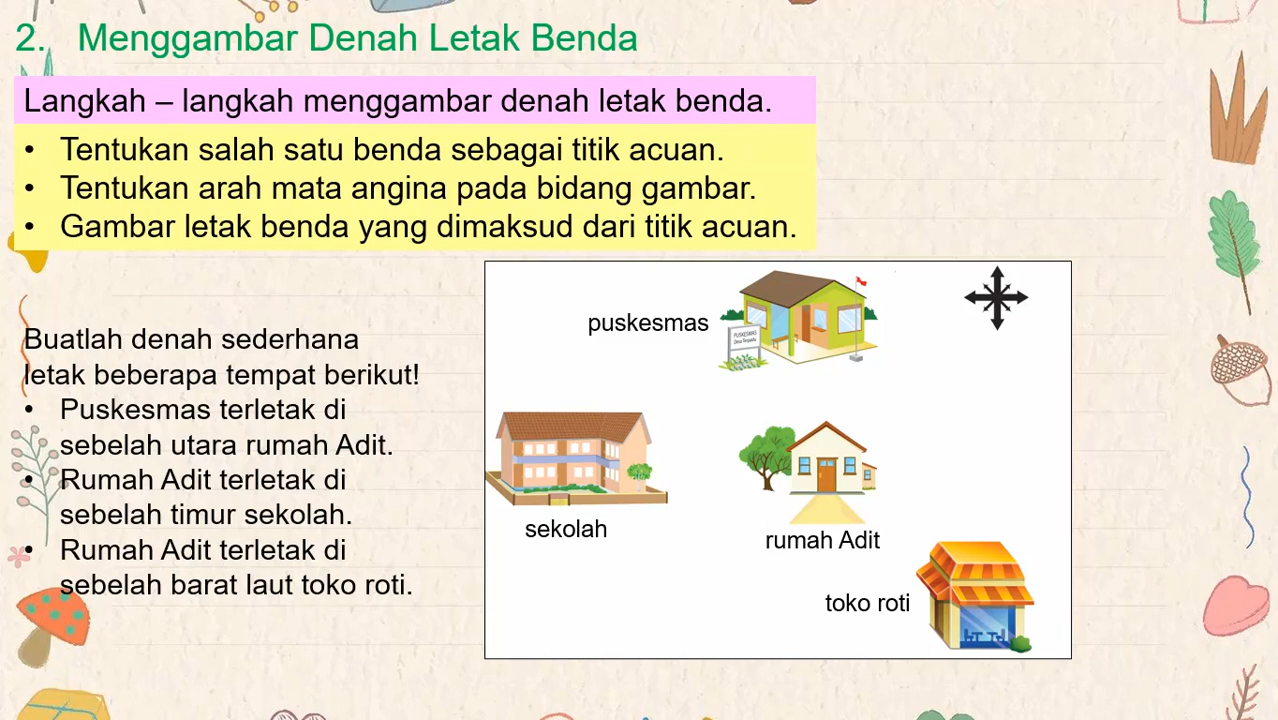 2. Menggambar Denah Letak Benda
Langkah – langkah menggambar denah letak benda.
• Tentukan salah satu benda sebagai titik acuan.
• Tentukan arah mata angina pada bidang gambar.
• Gambar letak benda yang dimaksud dari titik acuan.
Buatlah denah sederhana
letak beberapa tempat berikut!
• Puskesmas terletak di
sebelah utara rumah Adit.
• Rumah Adit terletak di
sebelah timur sekolah.
• Rumah Adit terletak di
sebelah barat laut toko roti.
puskesmas
PUSKESMAS
sekolah
rumah Adit
toko roti